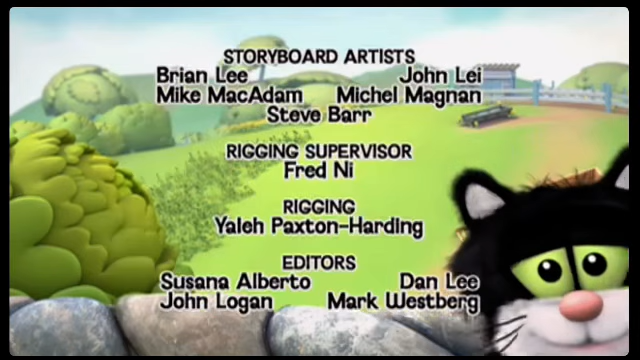 STORYBOARD ARTISTS
Brian Lee John Lei
Mike MacAdam Michel Magnan
Steve Barr
RIGGING SUPERVISOR
Fred Ni
RIGGING
Yaleh Paxton-Harding
EDITORS
Susana Alberto Dan Lee
John Logan Mark Westberg